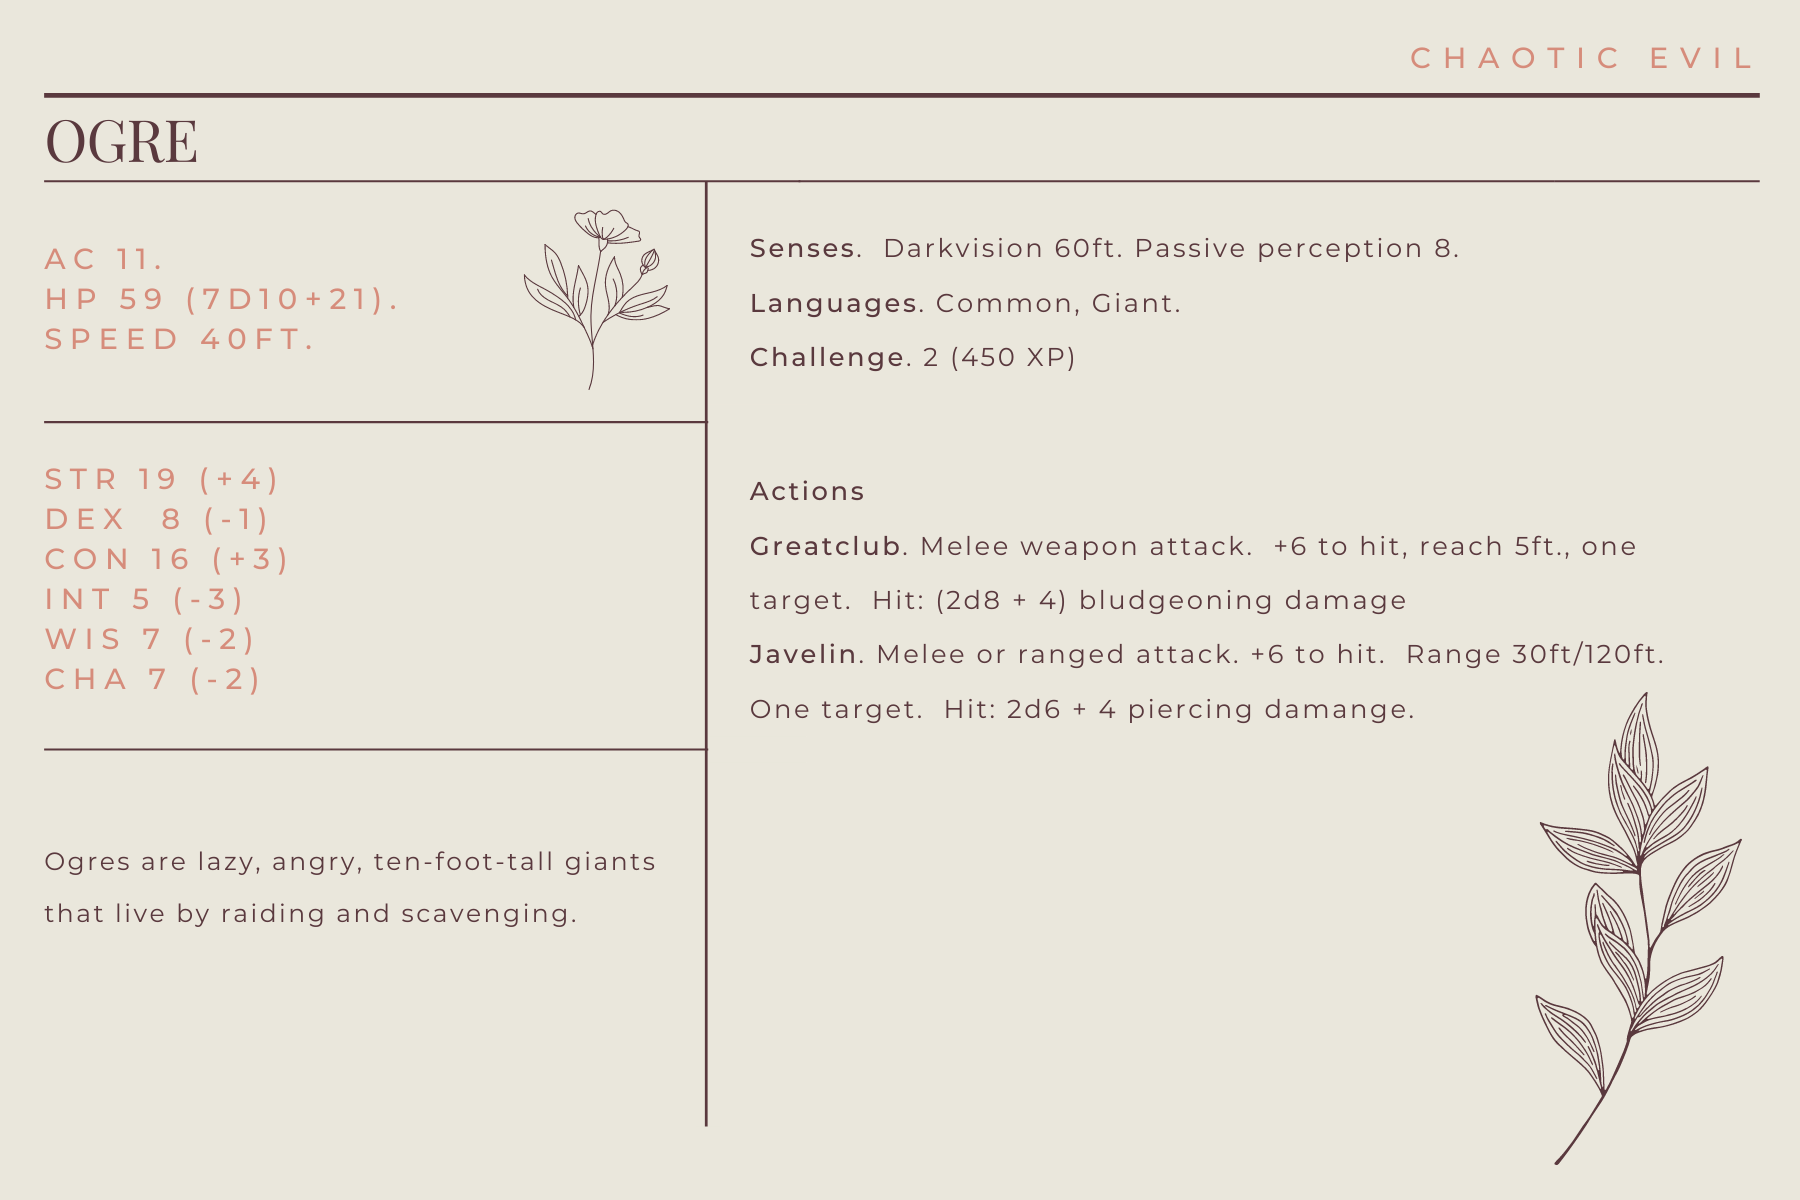 CHAOTIC EVIL
OGRE
AC 11.
HP 59 (7D10+21).
SPEED 40FT.
STR 19 (+4)
DEX  8 (-1)
CON 16 (+3)
INT 5 (-3)
WIS 7 (-2)
CHA 7 (-2)
Ogres are lazy, angry, ten-foot-tall giants
that live by raiding and scavenging.
Senses.  Darkvision 60ft. Passive perception 8.
Languages. Common, Giant.
Challenge. 2 (450 XP)
Actions
Greatclub. Melee weapon attack.  +6 to hit, reach 5ft., one
target.  Hit: (2d8 + 4) bludgeoning damage
Javelin. Melee or ranged attack. +6 to hit.  Range 30ft/120ft.
One target.  Hit: 2d6 + 4 piercing damange.